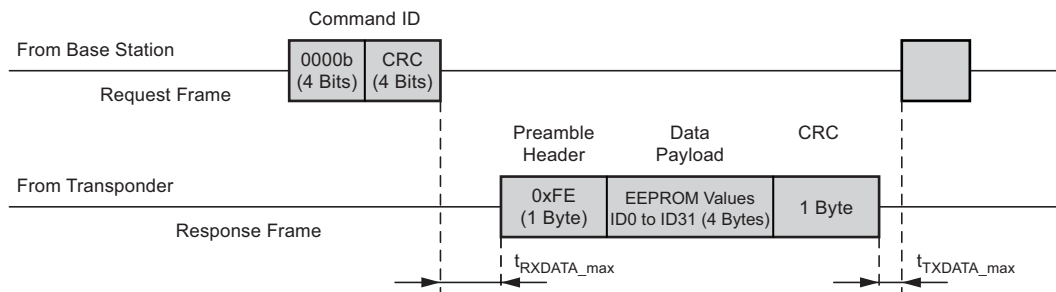 Command ID
From Base Station
0000b
(4 Bits)
CRC
(4 Bits)
Request Frame
Preamble
Header
Data
Payload
CRC
From Transponder
0xFE
(1 Byte)
EEPROM Values
ID0 to ID31 (4 Bytes)
1 Byte
Response Frame
tRXDATA_max
tTXDATA_max